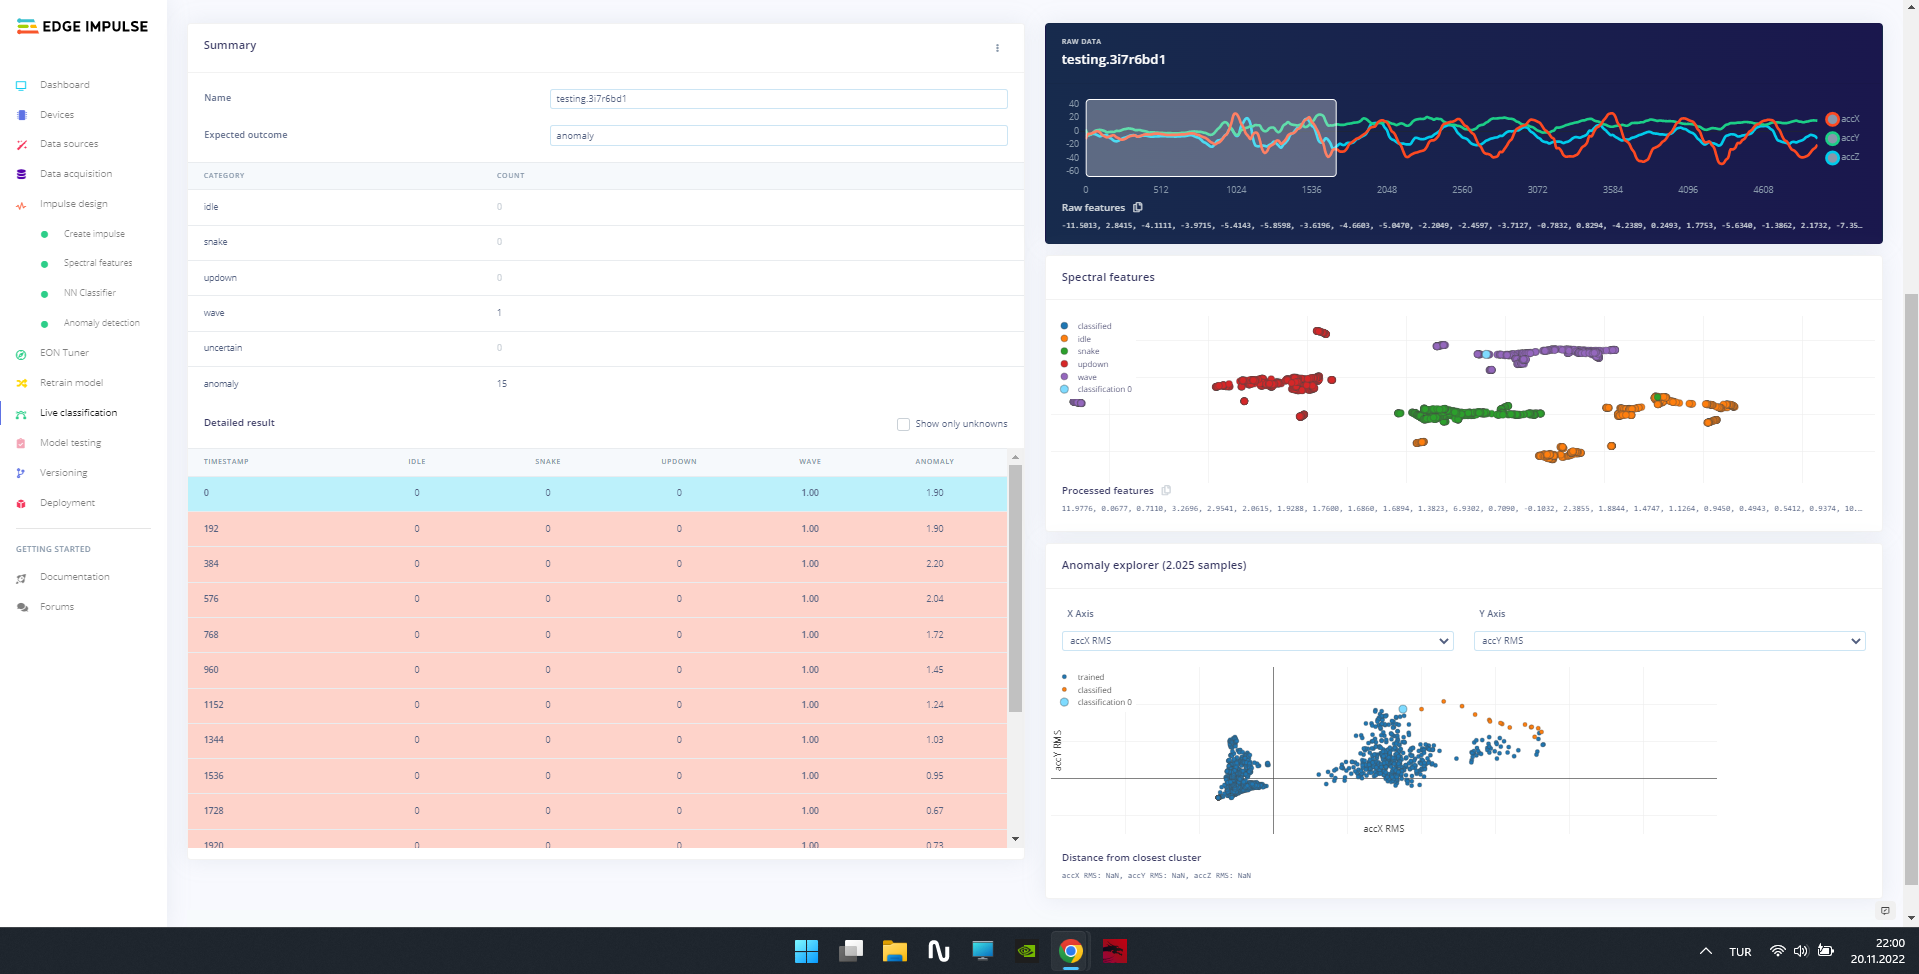 EDGE IMPULSE
Dashboard
Devices
Data sources
Data acquisition
Impulse design
Create impulse
Spectral features
NN Classifier
Anomaly detection
EON Tuner
Retrain model
Live classification
Model testing
Versioning
Deployment
GETTING STARTED
Documentation
Forums
Summary
Name testing.3i7r6bd1
Expected outcome anomaly
CATEGORY COUNT
idle 0
snake 0
updown 0
wave 1
uncertain 0
anomaly 15
Detailed result Show only unknowns
TIMESTAMP IDLE SNAKE UPDOWN WAVE ANOMALY
0 0 0 0 1.00 1.90
192 0 0 0 1.00 1.90
384 0 0 0 1.00 2.20
576 0 0 0 1.00 2.04
768 0 0 0 1.00 1.72
960 0 0 0 1.00 1.45
1152 0 0 0 1.00 1.24
1344 0 0 0 1.00 1.03
1536 0 0 0 1.00 0.95
1728 0 0 0 1.00 0.67
1920 0 0 0 1.00 0.73
RAW DATA
testing.3i7r6bd1
40
20
0
-20
-40
-60
0 512 1024 1536 2048 2560 3072 3584 4096 4608
accX
accY
accZ
Raw features
-11.5013, 2.8415, -4.1111, -3.9715, -5.4143, -5.8598, -3.6196, -4.6603, -5.0470, -2.2049, -2.4597, -3.7127, -0.7832, 0.8294, -4.2389, 0.2493, 1.7753, -5.6340, -1.3862, 2.1732, -7.35…
Spectral features
classified
idle
snake
updown
wave
classification 0
Processed features
11.9776, 0.0677, 0.7110, 3.2696, 2.9541, 2.0615, 1.9288, 1.7600, 1.6860, 1.6894, 1.3823, 6.9302, 0.7090, -0.1032, 2.3855, 1.8844, 1.4747, 1.1264, 0.9450, 0.4943, 0.5412, 0.9374, 10.…
Anomaly explorer (2.025 samples)
X Axis Y Axis
accX RMS accY RMS
trained
classified
classification 0
accY RMS
accX RMS
Distance from closest cluster
accX RMS: NaN, accY RMS: NaN, accZ RMS: NaN
TUR
22:00
20.11.2022